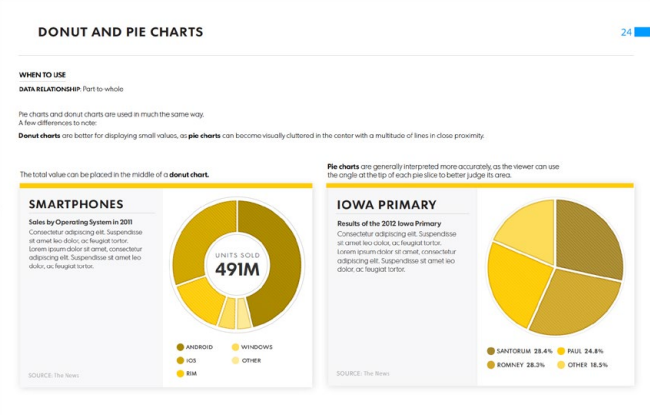 DONUT AND PIE CHARTS
24
WHEN TO USE
DATA RELATIONSHIP: Part-to-whole
Pie charts and donut charts are used in much the same way.
A few differences to note:
Donut charts are better for displaying small values, as pie charts can become visually cluttered in the center with a multitude of lines in close proximity.
The total value can be placed in the middle of a donut chart.
SMARTPHONES
Sales by Operating System in 2011
Consectetur adipiscing elit. Suspendisse
sit amet leo dolor, ac feugiat tortor.
Lorem ipsum dolor sit amet, consectetur
adipiscing elit. Suspendisse sit amet leo
dolor, ac feugiat tortor.
SOURCE: The News
UNITS SOLD
491M
ANDROID
WINDOWS
IOS
OTHER
RIM
Pie charts are generally interpreted more accurately, as the viewer can use
the angle at the tip of each pie slice to better judge its area.
IOWA PRIMARY
Results of the 2012 Iowa Primary
Consectetur adipiscing elit. Suspendisse
sit amet leo dolor, ac feugiat tortor.
Lorem ipsum dolor sit amet, consectetur
adipiscing elit. Suspendisse sit amet leo
dolor, ac feugiat tortor.
SOURCE: The News
SANTORUM 28.4%
PAUL 24.8%
ROMNEY 28.3%
OTHER 18.5%